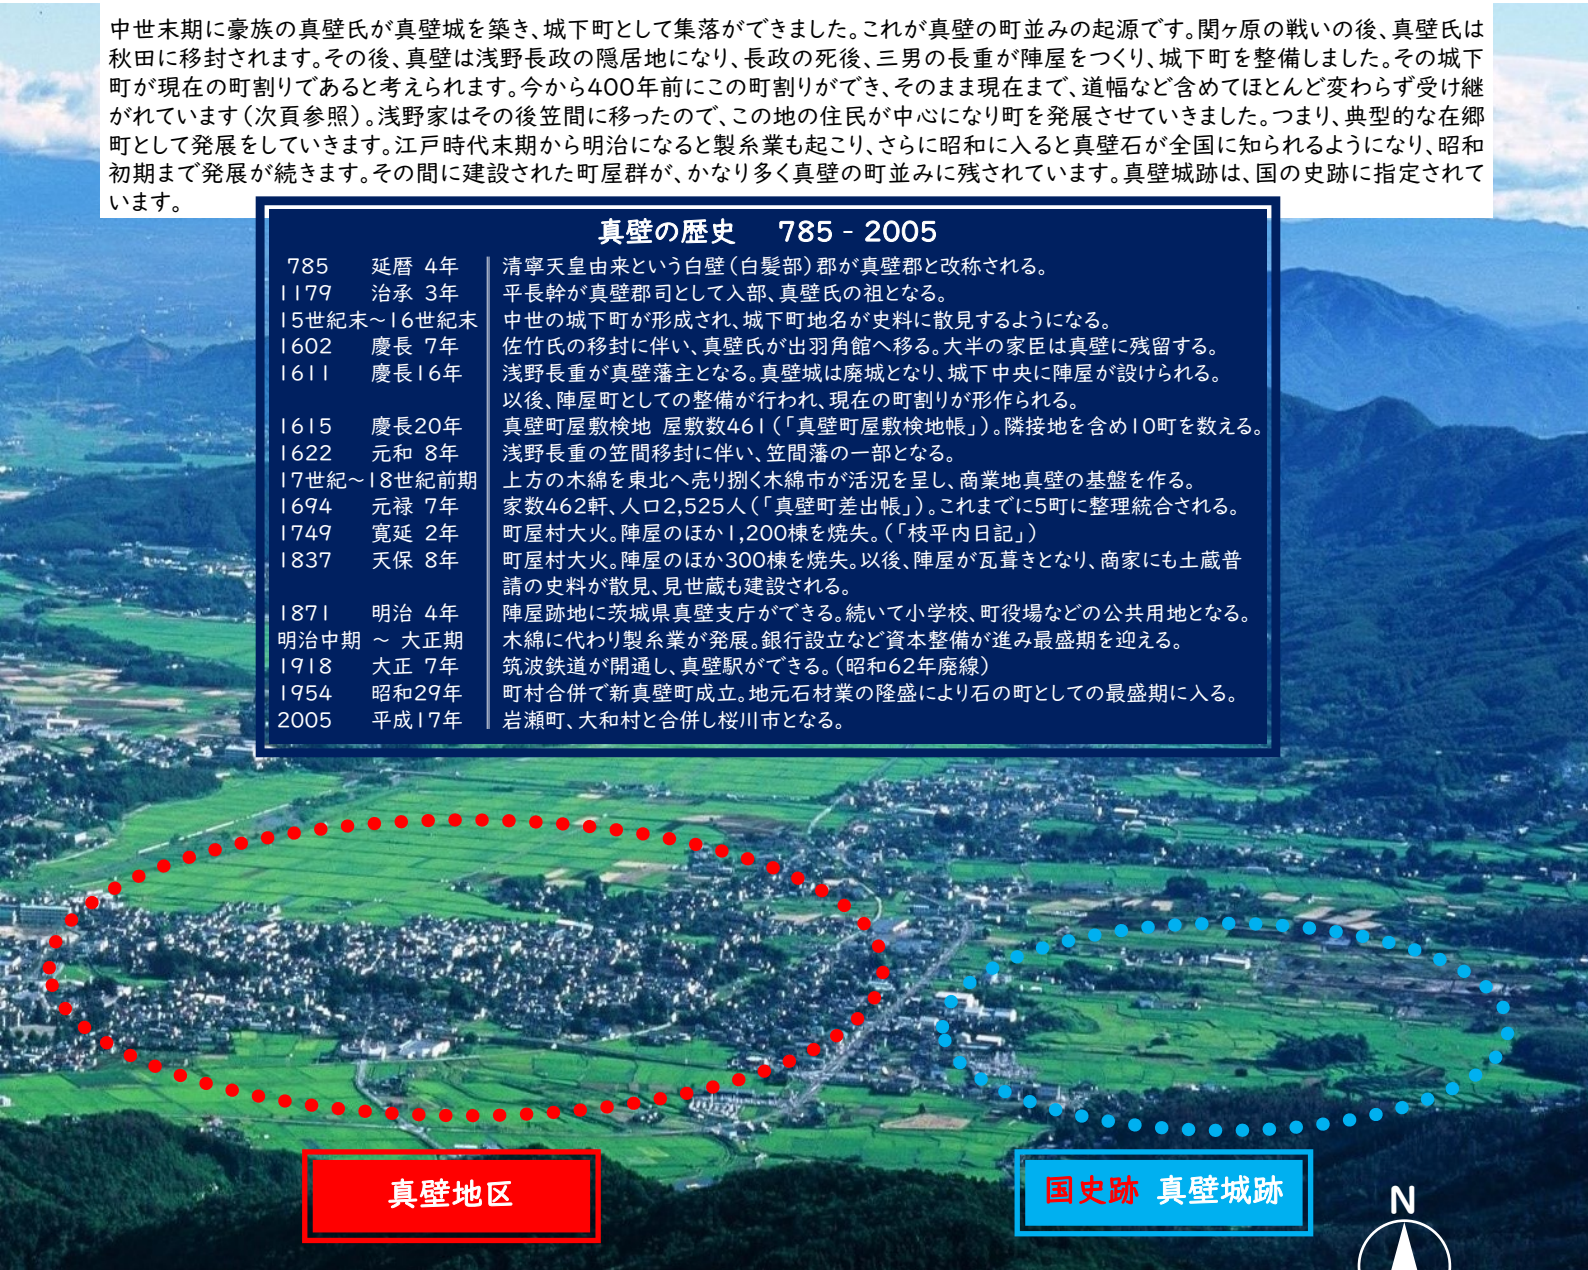 中世末期に豪族の真壁氏が真壁城を築き、城下町として集落ができました。これが真壁の町並みの起源です。関ヶ原の戦いの後、真壁氏は
秋田に移封されます。その後、真壁は浅野長政の隠居地になり、長政の死後、三男の長重が陣屋をつくり、城下町を整備しました。その城下
町が現在の町割りであると考えられます。今から400年前にこの町割りができ、そのまま現在まで、道幅など含めてほとんど変わらず受け継
がれています(次頁参照)。浅野家はその後笠間に移ったので、この地の住民が中心になり町を発展させていきました。つまり、典型的な在郷
町として発展をしていきます。江戸時代末期から明治になると製糸業も起こり、さらに昭和に入ると真壁石が全国に知られるようになり、昭和
初期まで発展が続きます。その間に建設された町屋群が、かなり多く真壁の町並みに残されています。真壁城跡は、国の史跡に指定されて
います。
真壁の歴史 785 - 2005
785 延暦 4年 清寧天皇由来という白壁(白髪部)郡が真壁郡と改称される。
1179 治承 3年 平長幹が真壁郡司として入部、真壁氏の祖となる。
15世紀末～16世紀末 中世の城下町が形成され、城下町地名が史料に散見するようになる。
1602 慶長 7年 佐竹氏の移封に伴い、真壁氏が出羽角館へ移る。大半の家臣は真壁に残留する。
1611 慶長16年 浅野長重が真壁藩主となる。真壁城は廃城となり、城下中央に陣屋が設けられる。
以後、陣屋町としての整備が行われ、現在の町割りが形作られる。
1615 慶長20年 真壁町屋敷検地 屋敷数461(「真壁町屋敷検地帳」)。隣接地を含め10町を数える。
1622 元和 8年 浅野長重の笠間移封に伴い、笠間藩の一部となる。
17世紀～18世紀前期 上方の木綿を東北へ売り捌く木綿市が活況を呈し、商業地真壁の基盤を作る。
1694 元禄 7年 家数462軒、人口2,525人(「真壁町差出帳」)。これまでに5町に整理統合される。
1749 寛延 2年 町屋村大火。陣屋のほか1,200棟を焼失。(「枝平内日記」)
1837 天保 8年 町屋村大火。陣屋のほか300棟を焼失。以後、陣屋が瓦葺きとなり、商家にも土蔵普
請の史料が散見、見世蔵も建設される。
1871 明治 4年 陣屋跡地に茨城県真壁支庁ができる。続いて小学校、町役場などの公共用地となる。
明治中期 ～ 大正期 木綿に代わり製糸業が発展。銀行設立など資本整備が進み最盛期を迎える。
1918 大正 7年 筑波鉄道が開通し、真壁駅ができる。(昭和62年廃線)
1954 昭和29年 町村合併で新真壁町成立。地元石材業の隆盛により石の町としての最盛期に入る。
2005 平成17年 岩瀬町、大和村と合併し桜川市となる。
真壁地区
国史跡 真壁城跡
N